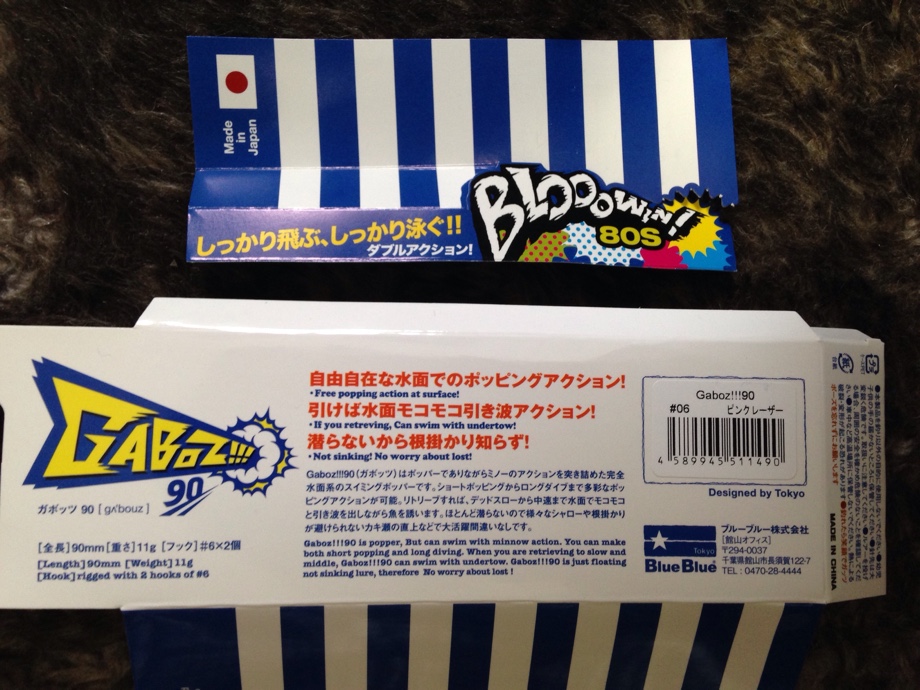 Made
in
Japan
しっかり飛ぶ、しっかり泳ぐ!!
ダブルアクション!
BLOOOWIN!
80S
GABOZ!!!
90
ガボッツ 90 [gʌ'bouz]
[全長]90mm[重さ]11g [フック]#6×2個
[Length]90mm [Weight]11g
[Hook]rigged with 2 hooks of #6
自由自在な水面でのポッピングアクション!
・Free popping action at surface!
引けば水面モコモコ引き波アクション!
・If you retreving, Can swim with undertow!
潜らないから根掛かり知らず!
・Not sinking! No worry about lost!
Gaboz!!!90(ガボッツ)はポッパーでありながらミノーのアクションを突き詰めた完全
水面系のスイミングポッパーです。ショートポッピングからロングダイブまで多彩なポッ
ピングアクションが可能。リトリーブすれば、デッドスローから中速まで水面でモコモコ
と引き波を出しながら魚を誘います。ほとんど潜らないので様々なシャローや根掛かり
が避けられないカキ瀬の直上などで大活躍間違いなしです。
Gaboz!!!90 is popper, But can swim with minnow action. You can make
both short popping and long diving. When you are retrieving to slow and
middle, Gaboz!!!90 can swim with undertow. Gaboz!!!90 is just floating
not sinking lure, therefore No worry about lost !
Gaboz!!!90
#06 ピンクレーザー
4 589945 511490
Designed by Tokyo
Tokyo
BlueBlue
ブルーブルー株式会社
[館山オフィス]
〒294-0037
千葉県館山市長須賀122-7
TEL : 0470-28-4444
MADE IN CHINA